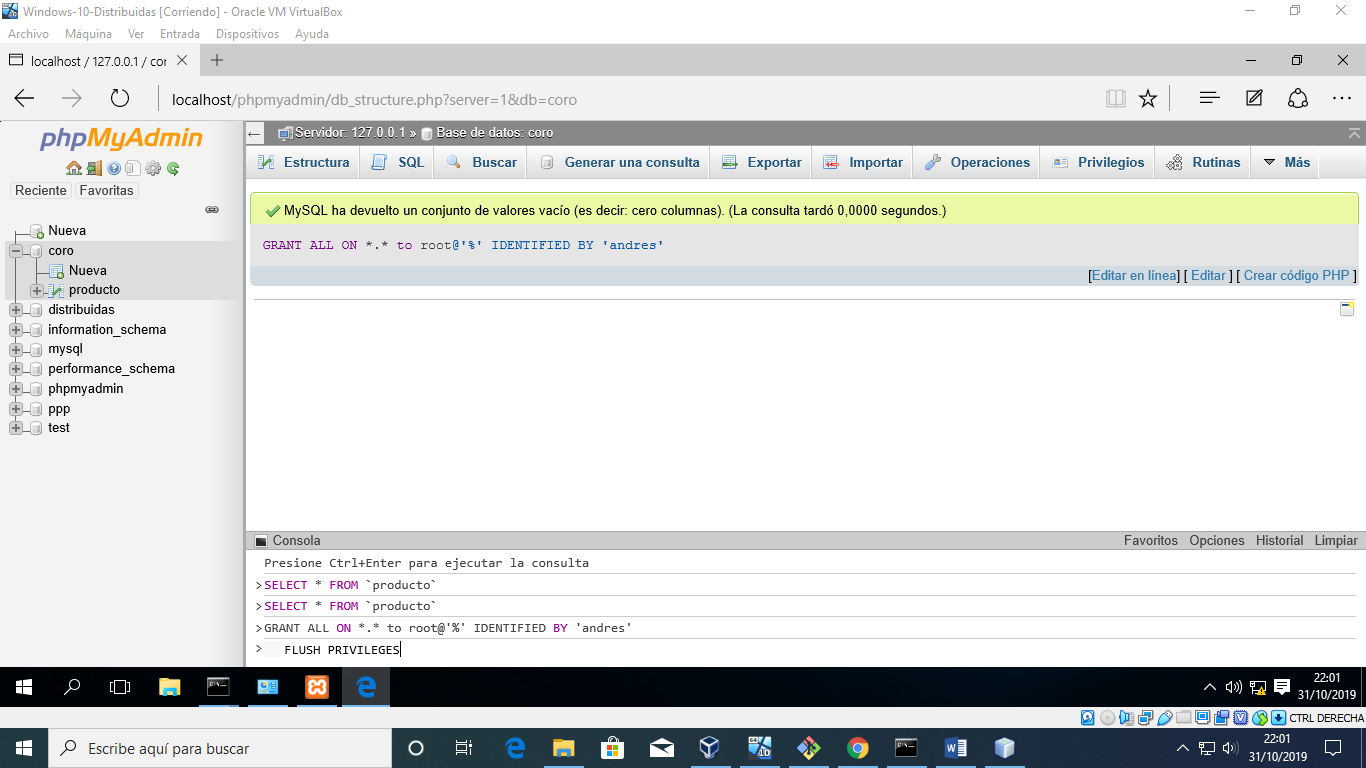 Windows-10-Distribuidas [Corriendo] - Oracle VM VirtualBox
Archivo Máquina Ver Entrada Dispositivos Ayuda
localhost / 127.0.0.1 / cor
localhost/phpmyadmin/db_structure.php?server=1&db=coro
phpMyAdmin
Reciente Favoritas
Nueva
coro
Nueva
producto
distribuidas
information_schema
mysql
performance_schema
phpmyadmin
ppp
test
Servidor: 127.0.0.1 » Base de datos: coro
Estructura SQL Buscar Generar una consulta Exportar Importar Operaciones Privilegios Rutinas Más
MySQL ha devuelto un conjunto de valores vacío (es decir: cero columnas). (La consulta tardó 0,0000 segundos.)
GRANT ALL ON *.* to root@'%' IDENTIFIED BY 'andres'
[Editar en línea] [ Editar ] [ Crear código PHP ]
Consola Favoritos Opciones Historial Limpiar
Presione Ctrl+Enter para ejecutar la consulta
>SELECT * FROM `producto`
>SELECT * FROM `producto`
>GRANT ALL ON *.* to root@'%' IDENTIFIED BY 'andres'
> FLUSH PRIVILEGES
22:01
31/10/2019
CTRL DERECHA
Escribe aquí para buscar
22:01
31/10/2019